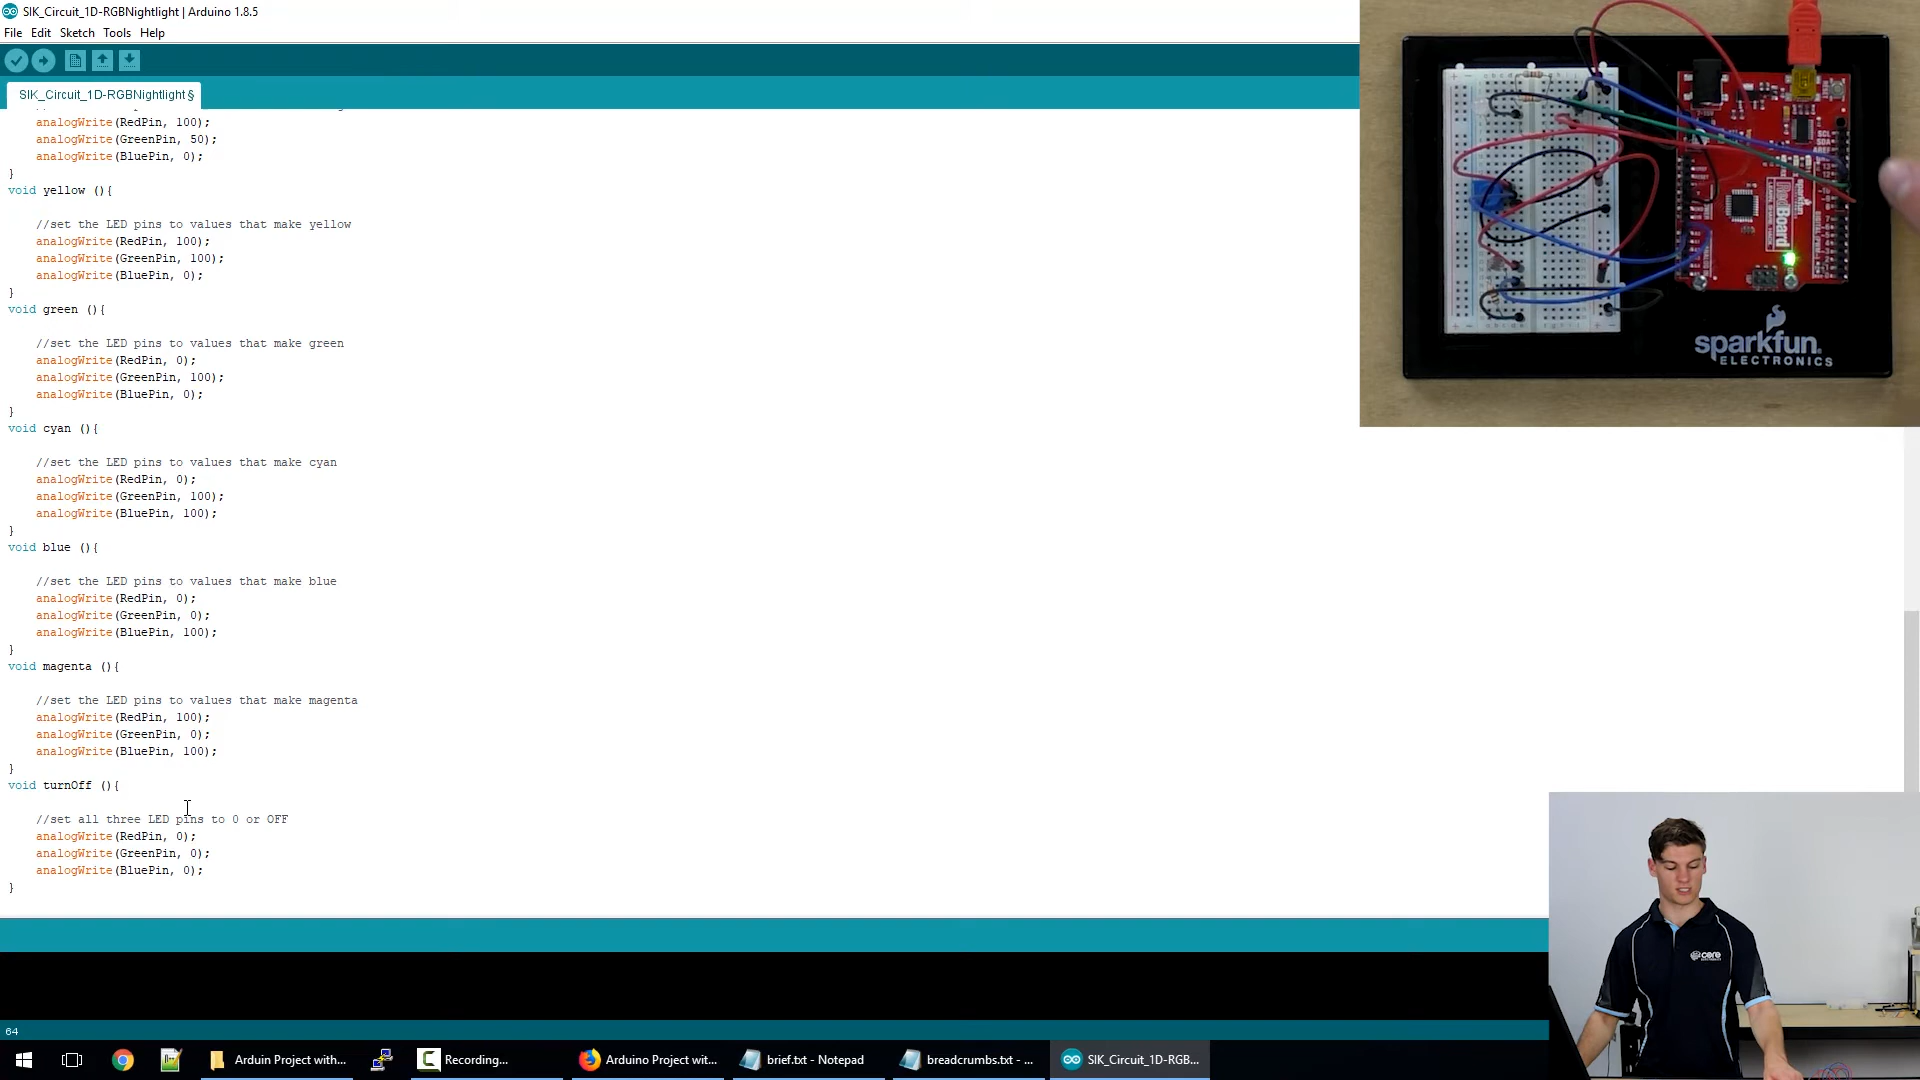 SIK_Circuit_1D-RGBNightlight | Arduino 1.8.5
File Edit Sketch Tools Help
SIK_Circuit_1D-RGBNightlight §
analogWrite(RedPin, 100);
analogWrite(GreenPin, 50);
analogWrite(BluePin, 0);
}
void yellow (){
//set the LED pins to values that make yellow
analogWrite(RedPin, 100);
analogWrite(GreenPin, 100);
analogWrite(BluePin, 0);
}
void green (){
//set the LED pins to values that make green
analogWrite(RedPin, 0);
analogWrite(GreenPin, 100);
analogWrite(BluePin, 0);
}
void cyan (){
//set the LED pins to values that make cyan
analogWrite(RedPin, 0);
analogWrite(GreenPin, 100);
analogWrite(BluePin, 100);
}
void blue (){
//set the LED pins to values that make blue
analogWrite(RedPin, 0);
analogWrite(GreenPin, 0);
analogWrite(BluePin, 100);
}
void magenta (){
//set the LED pins to values that make magenta
analogWrite(RedPin, 100);
analogWrite(GreenPin, 0);
analogWrite(BluePin, 100);
}
void turnOff (){
//set all three LED pins to 0 or OFF
analogWrite(RedPin, 0);
analogWrite(GreenPin, 0);
analogWrite(BluePin, 0);
}
SCL
SDA
AREF
sparkfun
RedBoard
sparkfun
ELECTRONICS
core
64
Arduin Project with...
Recording...
Arduino Project wit...
brief.txt - Notepad
breadcrumbs.txt - ...
SIK_Circuit_1D-RGB...